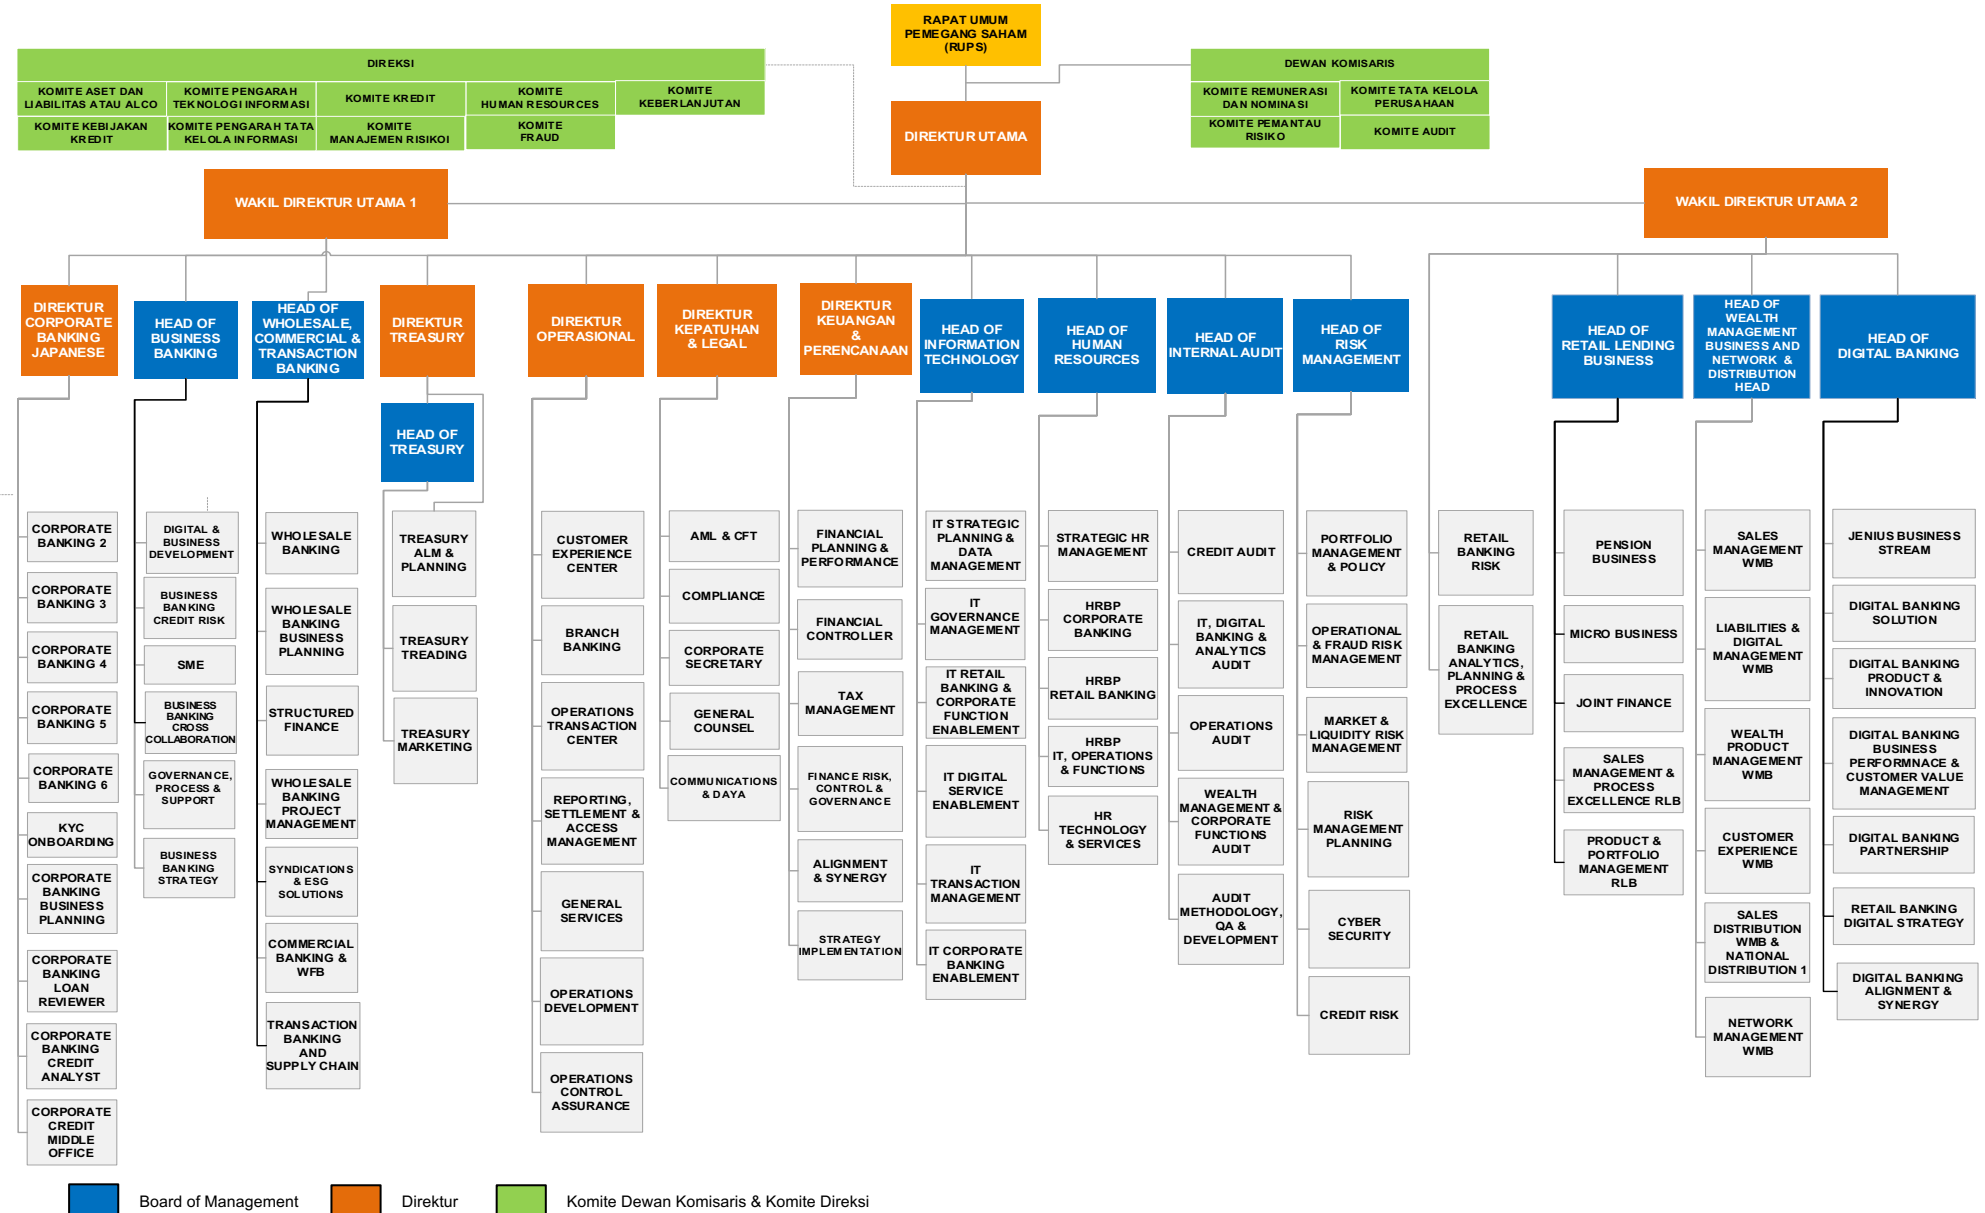 RAPAT UMUM
PEMEGANG SAHAM
(RUPS)
DIREKSI
KOMITE ASET DAN
LIABILITAS ATAU ALCO
KOMITE PENGARAH
TEKNOLOGI INFORMASI
KOMITE KREDIT
KOMITE
HUMAN RESOURCES
KOMITE
KEBERLANJUTAN
KOMITE KEBIJAKAN
KREDIT
KOMITE PENGARAH TATA
KELOLA INFORMASI
KOMITE
MANAJEMEN RISIKOI
KOMITE
FRAUD
DEWAN KOMISARIS
KOMITE REMUNERASI
DAN NOMINASI
KOMITE TATA KELOLA
PERUSAHAAN
KOMITE PEMANTAU
RISIKO
KOMITE AUDIT
DIREKTUR UTAMA
WAKIL DIREKTUR UTAMA 1
WAKIL DIREKTUR UTAMA 2
DIREKTUR
CORPORATE
BANKING
JAPANESE
HEAD OF
BUSINESS
BANKING
HEAD OF
WHOLESALE,
COMMERCIAL &
TRANSACTION
BANKING
DIREKTUR
TREASURY
DIREKTUR
OPERASIONAL
DIREKTUR
KEPATUHAN
& LEGAL
DIREKTUR
KEUANGAN
&
PERENCANAAN
HEAD OF
INFORMATION
TECHNOLOGY
HEAD OF
HUMAN
RESOURCES
HEAD OF
INTERNAL AUDIT
HEAD OF
RISK
MANAGEMENT
HEAD OF
RETAIL LENDING
BUSINESS
HEAD OF
WEALTH
MANAGEMENT
BUSINESS AND
NETWORK &
DISTRIBUTION
HEAD
HEAD OF
DIGITAL BANKING
HEAD OF
TREASURY
CORPORATE
BANKING 2
CORPORATE
BANKING 3
CORPORATE
BANKING 4
CORPORATE
BANKING 5
CORPORATE
BANKING 6
KYC
ONBOARDING
CORPORATE
BANKING
BUSINESS
PLANNING
CORPORATE
BANKING
LOAN
REVIEWER
CORPORATE
BANKING
CREDIT
ANALYST
CORPORATE
CREDIT
MIDDLE
OFFICE
DIGITAL &
BUSINESS
DEVELOPMENT
BUSINESS
BANKING
CREDIT RISK
SME
BUSINESS
BANKING
CROSS
COLLABORATION
GOVERNANCE,
PROCESS &
SUPPORT
BUSINESS
BANKING
STRATEGY
WHOLESALE
BANKING
WHOLESALE
BANKING
BUSINESS
PLANNING
STRUCTURED
FINANCE
WHOLESALE
BANKING
PROJECT
MANAGEMENT
SYNDICATIONS
& ESG
SOLUTIONS
COMMERCIAL
BANKING &
WFB
TRANSACTION
BANKING
AND
SUPPLY CHAIN
TREASURY
ALM &
PLANNING
TREASURY
TREADING
TREASURY
MARKETING
CUSTOMER
EXPERIENCE
CENTER
BRANCH
BANKING
OPERATIONS
TRANSACTION
CENTER
REPORTING,
SETTLEMENT &
ACCESS
MANAGEMENT
GENERAL
SERVICES
OPERATIONS
DEVELOPMENT
OPERATIONS
CONTROL
ASSURANCE
AML & CFT
COMPLIANCE
CORPORATE
SECRETARY
GENERAL
COUNSEL
COMMUNICATIONS
& DAYA
FINANCIAL
PLANNING &
PERFORMANCE
FINANCIAL
CONTROLLER
TAX
MANAGEMENT
FINANCE RISK,
CONTROL &
GOVERNANCE
ALIGNMENT
& SYNERGY
STRATEGY
IMPLEMENTATION
IT STRATEGIC
PLANNING &
DATA
MANAGEMENT
IT
GOVERNANCE
MANAGEMENT
IT RETAIL
BANKING &
CORPORATE
FUNCTION
ENABLEMENT
IT DIGITAL
SERVICE
ENABLEMENT
IT
TRANSACTION
MANAGEMENT
IT CORPORATE
BANKING
ENABLEMENT
STRATEGIC HR
MANAGEMENT
HRBP
CORPORATE
BANKING
HRBP
RETAIL BANKING
HRBP
IT, OPERATIONS
& FUNCTIONS
HR
TECHNOLOGY
& SERVICES
CREDIT AUDIT
IT, DIGITAL
BANKING &
ANALYTICS
AUDIT
OPERATIONS
AUDIT
WEALTH
MANAGEMENT &
CORPORATE
FUNCTIONS
AUDIT
AUDIT
METHODOLOGY,
QA &
DEVELOPMENT
PORTFOLIO
MANAGEMENT
& POLICY
OPERATIONAL
& FRAUD RISK
MANAGEMENT
MARKET &
LIQUIDITY RISK
MANAGEMENT
RISK
MANAGEMENT
PLANNING
CYBER
SECURITY
CREDIT RISK
RETAIL
BANKING
RISK
RETAIL
BANKING
ANALYTICS,
PLANNING &
PROCESS
EXCELLENCE
PENSION
BUSINESS
MICRO BUSINESS
JOINT FINANCE
SALES
MANAGEMENT &
PROCESS
EXCELLENCE RLB
PRODUCT &
PORTFOLIO
MANAGEMENT
RLB
SALES
MANAGEMENT
WMB
LIABILITIES &
DIGITAL
MANAGEMENT
WMB
WEALTH
PRODUCT
MANAGEMENT
WMB
CUSTOMER
EXPERIENCE
WMB
SALES
DISTRIBUTION
WMB &
NATIONAL
DISTRIBUTION 1
NETWORK
MANAGEMENT
WMB
JENIUS BUSINESS
STREAM
DIGITAL BANKING
SOLUTION
DIGITAL BANKING
PRODUCT &
INNOVATION
DIGITAL BANKING
BUSINESS
PERFORMNACE &
CUSTOMER VALUE
MANAGEMENT
DIGITAL BANKING
PARTNERSHIP
RETAIL BANKING
DIGITAL STRATEGY
DIGITAL BANKING
ALIGNMENT &
SYNERGY
Board of Management
Direktur
Komite Dewan Komisaris & Komite Direksi